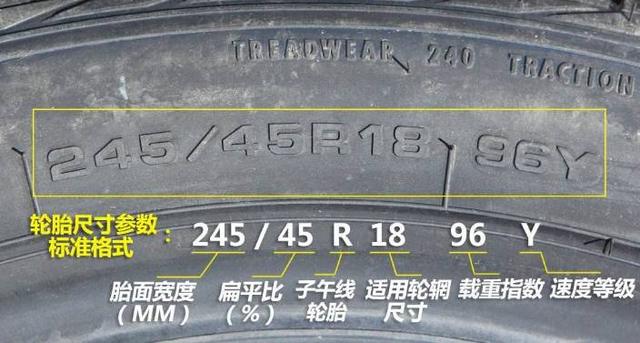 TREADWEAR 240 TRACTION
245/45R18 96Y
轮胎尺寸参数
标准格式：245 / 45 R 18 96 Y
胎面宽度 扁平比 子午线 适用轮辋 载重指数 速度等级
（MM） （%） 轮胎 尺寸